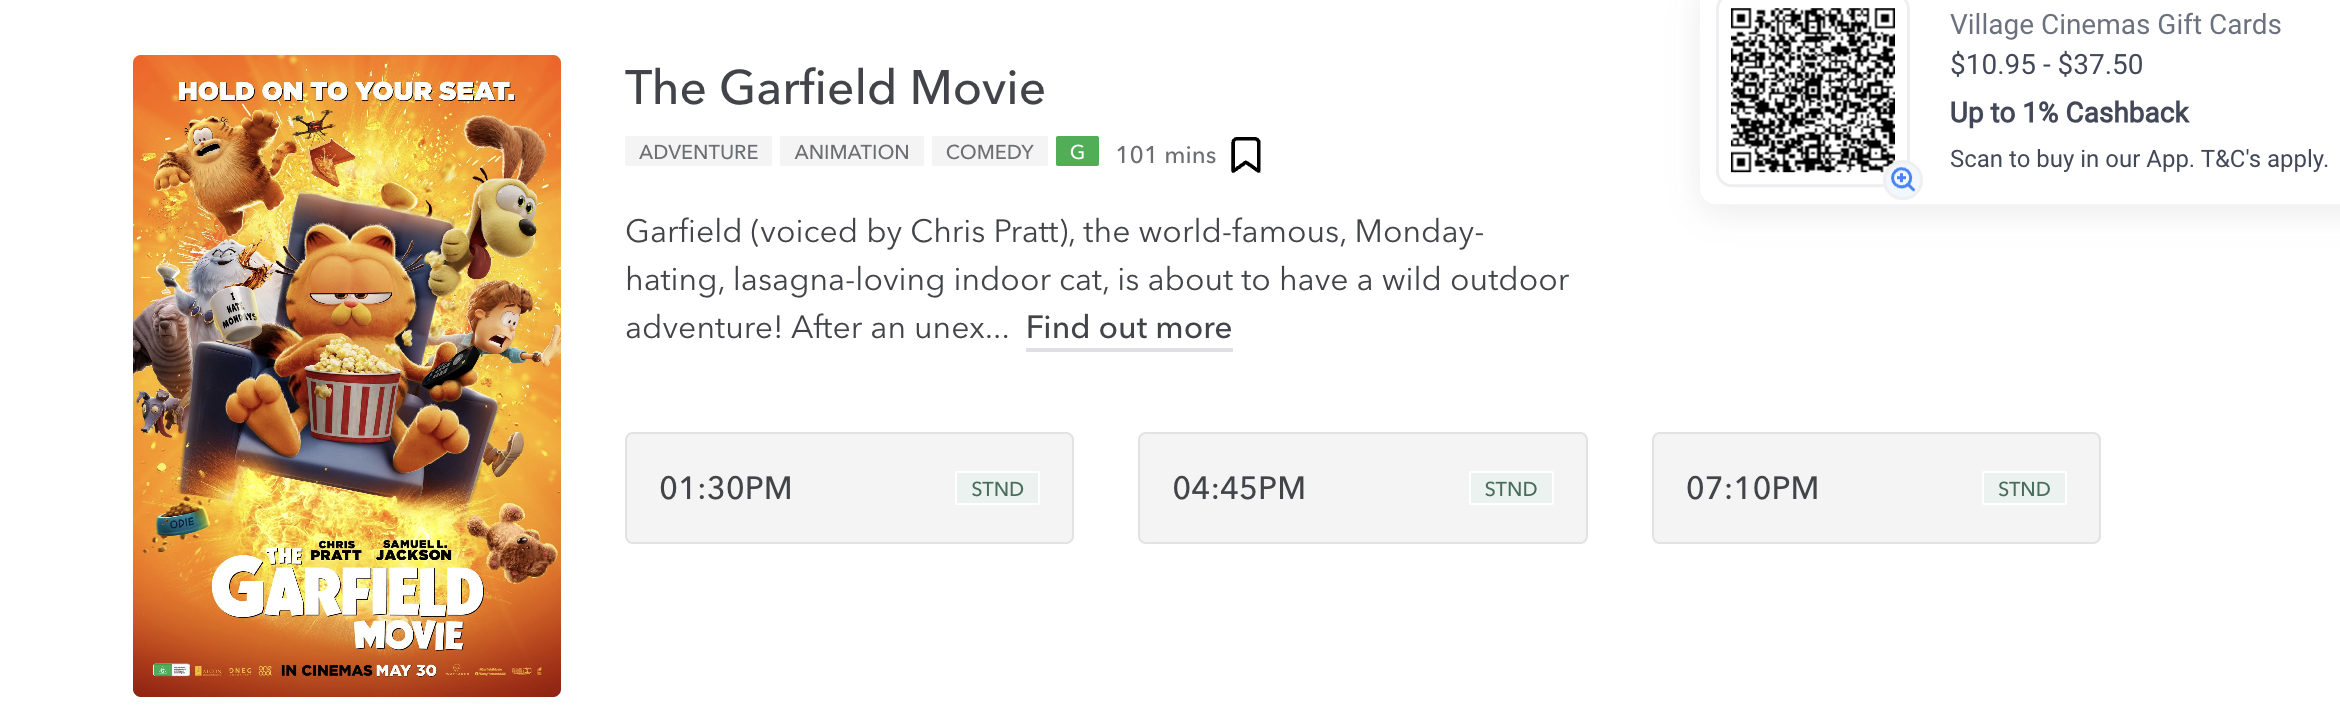 HOLD ON TO YOUR SEAT.
I
HATE
MONDAYS
ODIE
CHRIS PRATT
SAMUEL L. JACKSON
THE
GARFIELD
MOVIE
IN CINEMAS MAY 30
The Garfield Movie
ADVENTURE ANIMATION COMEDY G 101 mins
Garfield (voiced by Chris Pratt), the world-famous, Monday-
hating, lasagna-loving indoor cat, is about to have a wild outdoor
adventure! After an unex... Find out more
01:30PM STND
04:45PM STND
07:10PM STND
Village Cinemas Gift Cards
$10.95 - $37.50
Up to 1% Cashback
Scan to buy in our App. T&C's apply.